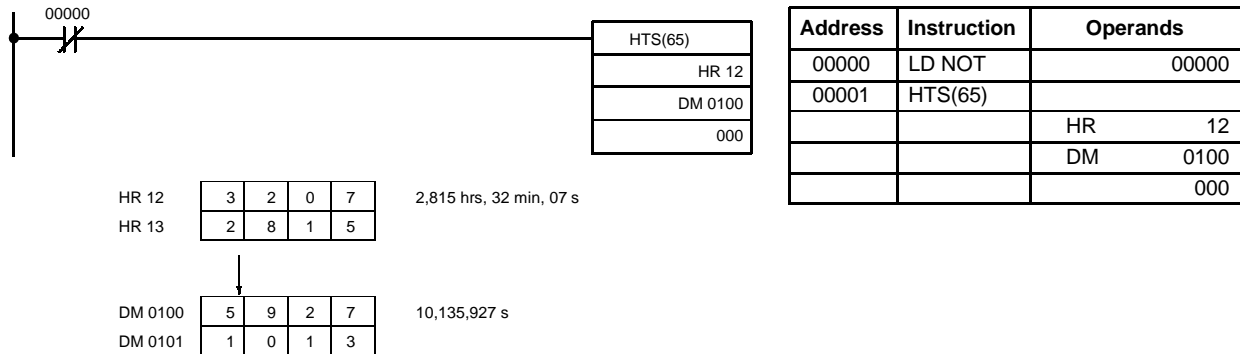 00000
HTS(65)
HR 12
DM 0100
000
Address Instruction Operands
00000 LD NOT 00000
00001 HTS(65)
HR 12
DM 0100
000
HR 12 3 2 0 7 2,815 hrs, 32 min, 07 s
HR 13 2 8 1 5
DM 0100 5 9 2 7 10,135,927 s
DM 0101 1 0 1 3